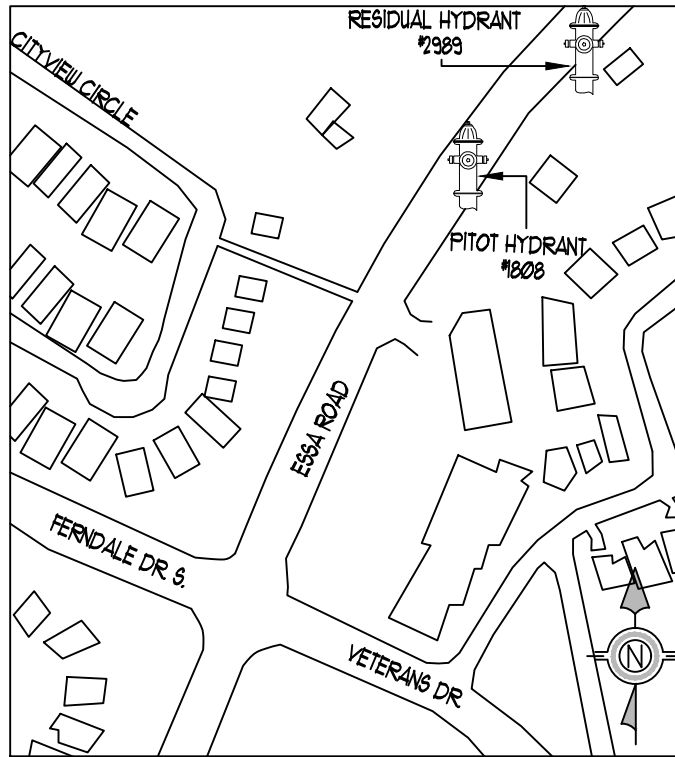 RESIDUAL HYDRANT
#2989
CITYVIEW CIRCLE
PITOT HYDRANT
#1808
ESSA ROAD
FERNDALE DR S.
VETERANS DR
N